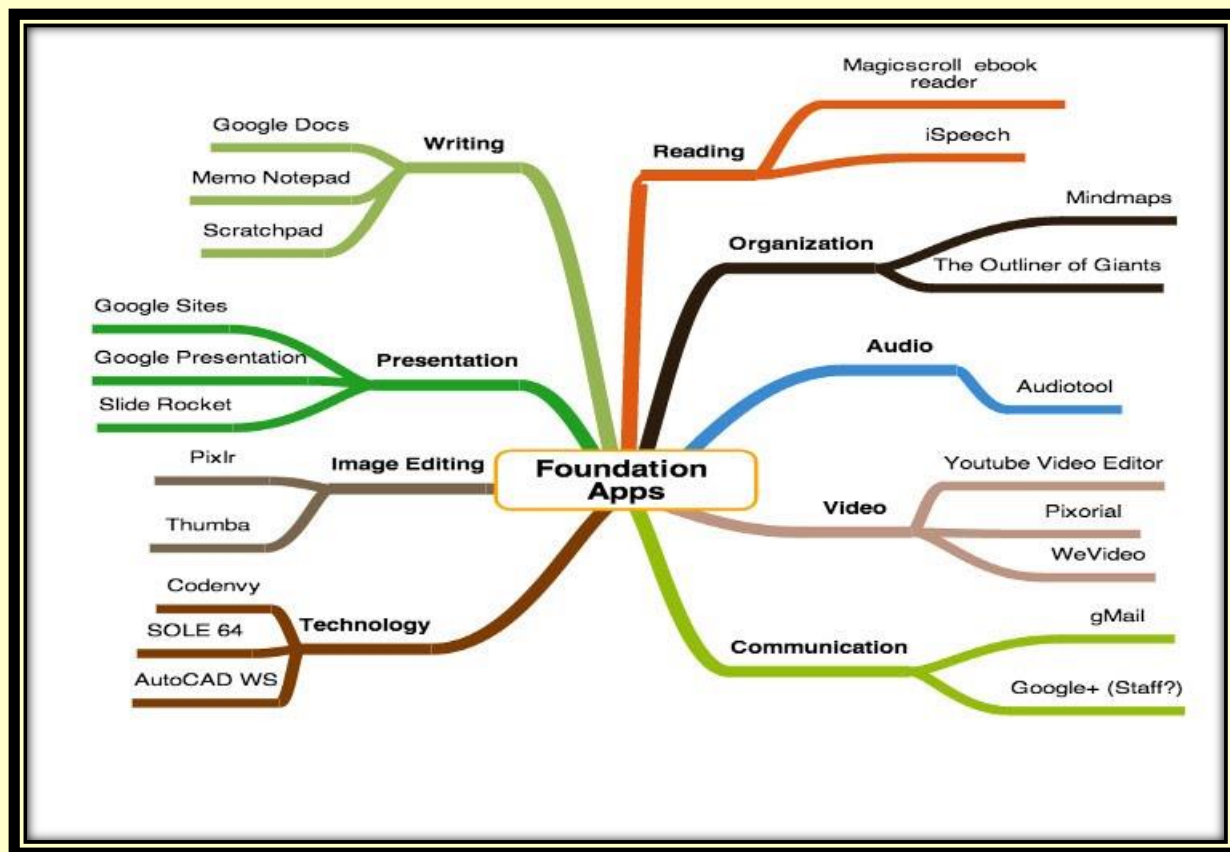 Foundation
Apps
Writing
Google Docs
Memo Notepad
Scratchpad
Presentation
Google Sites
Google Presentation
Slide Rocket
Image Editing
Pixlr
Thumba
Technology
Codenvy
SOLE 64
AutoCAD WS
Reading
Magicscroll ebook
reader
iSpeech
Organization
Mindmaps
The Outliner of Giants
Audio
Audiotool
Video
Youtube Video Editor
Pixorial
WeVideo
Communication
gMail
Google+ (Staff?)